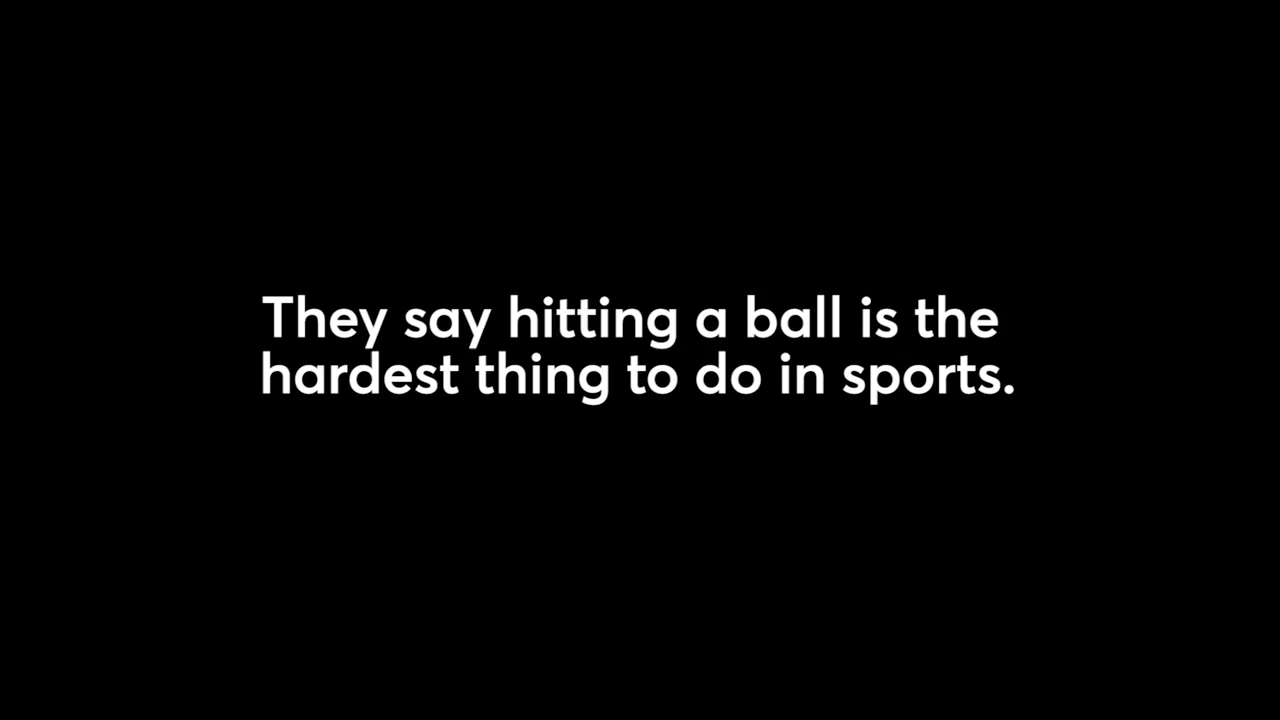 They say hitting a ball is the
hardest thing to do in sports.